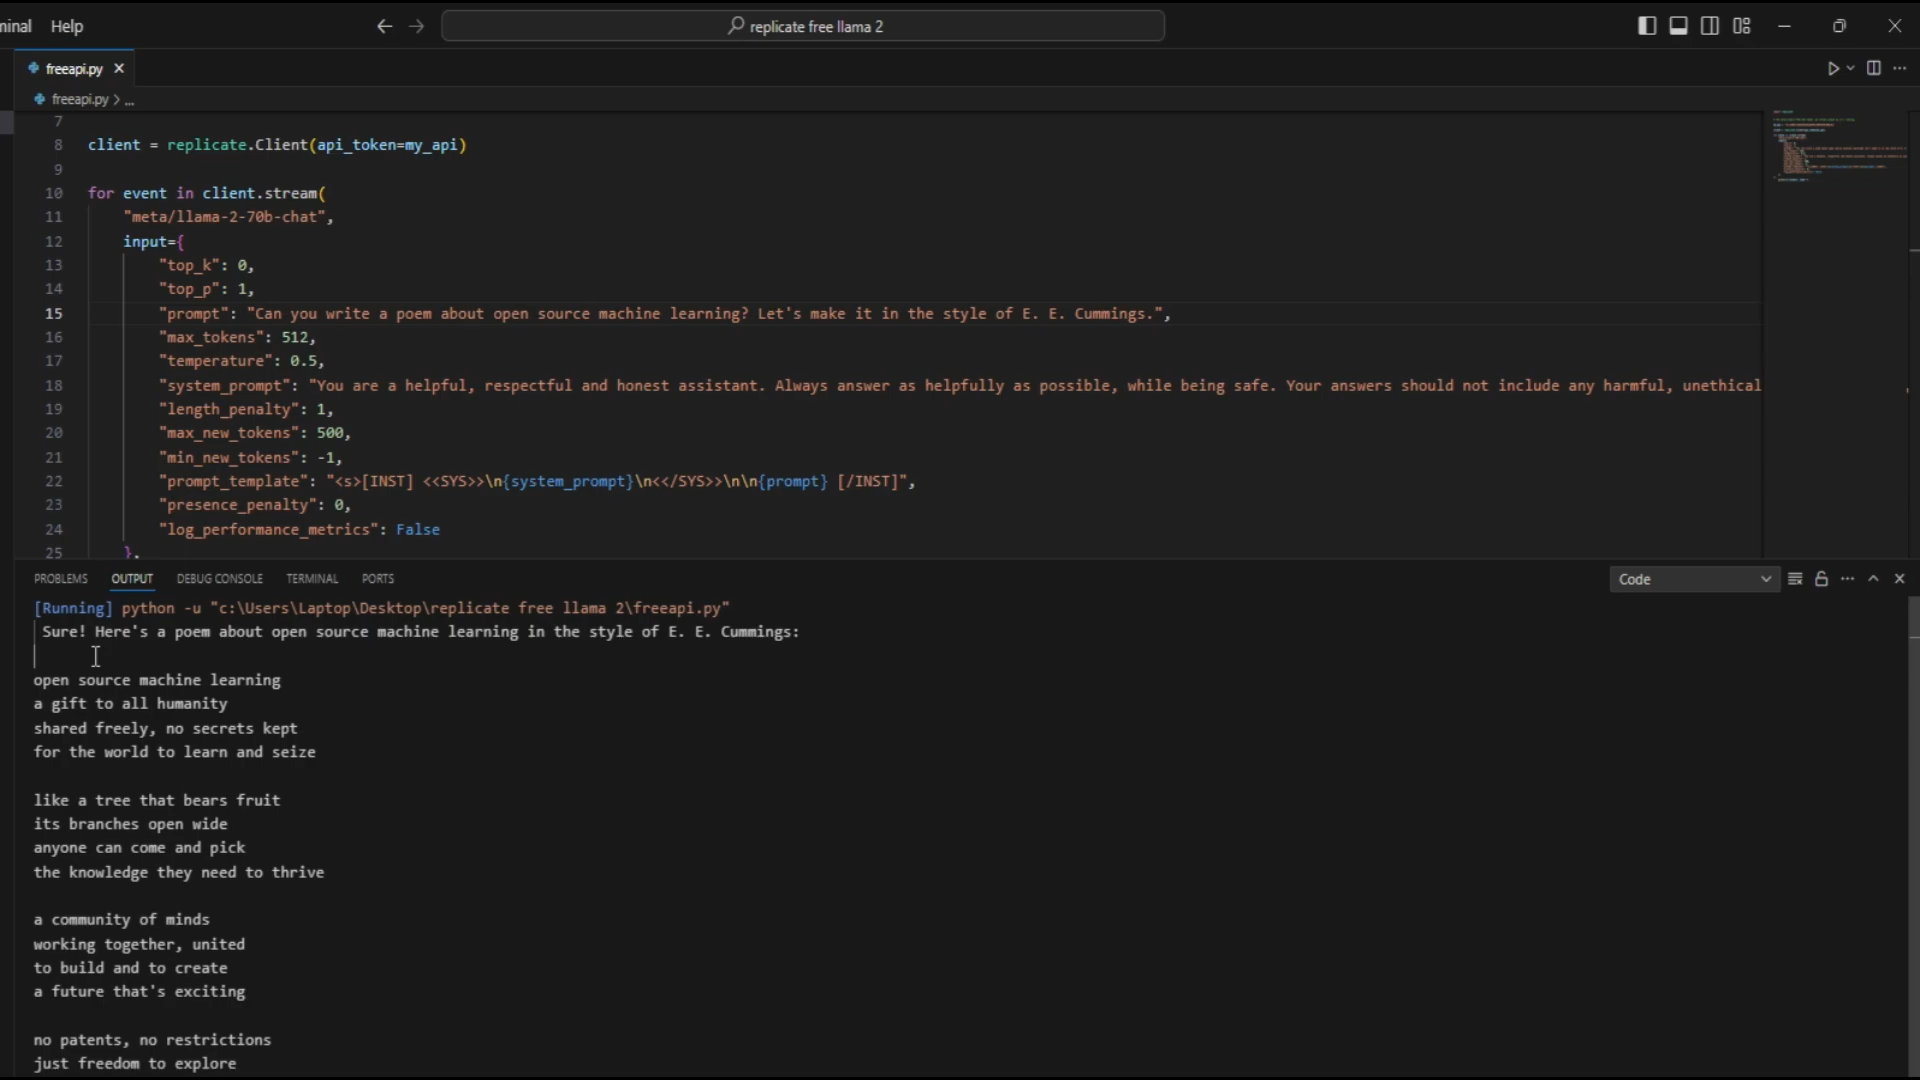 minal Help
replicate free llama 2
freeapi.py
freeapi.py > ...
7
8 client = replicate.Client(api_token=my_api)
9
10 for event in client.stream(
11 "meta/llama-2-70b-chat",
12 input={
13 "top_k": 0,
14 "top_p": 1,
15 "prompt": "Can you write a poem about open source machine learning? Let's make it in the style of E. E. Cummings.",
16 "max_tokens": 512,
17 "temperature": 0.5,
18 "system_prompt": "You are a helpful, respectful and honest assistant. Always answer as helpfully as possible, while being safe. Your answers should not include any harmful, unethical
19 "length_penalty": 1,
20 "max_new_tokens": 500,
21 "min_new_tokens": -1,
22 "prompt_template": "<s>[INST] <<SYS>>\n{system_prompt}\n<</SYS>>\n\n{prompt} [/INST]",
23 "presence_penalty": 0,
24 "log_performance_metrics": False
25 },
PROBLEMS OUTPUT DEBUG CONSOLE TERMINAL PORTS Code
[Running] python -u "c:\Users\Laptop\Desktop\replicate free llama 2\freeapi.py"
Sure! Here's a poem about open source machine learning in the style of E. E. Cummings:
open source machine learning
a gift to all humanity
shared freely, no secrets kept
for the world to learn and seize
like a tree that bears fruit
its branches open wide
anyone can come and pick
the knowledge they need to thrive
a community of minds
working together, united
to build and to create
a future that's exciting
no patents, no restrictions
just freedom to explore